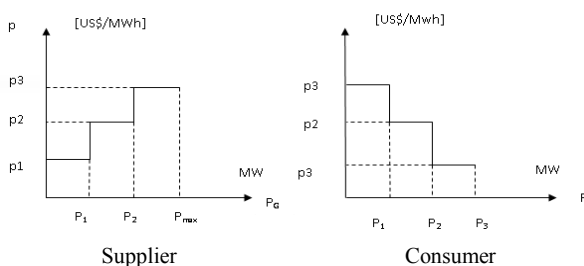 p [US$/MWh]
p3
p2
p1
MW
P₁ P₂ Pmax P_G
Supplier
[US$/Mwh]
p3
p2
p3
MW
P₁ P₂ P₃
Consumer